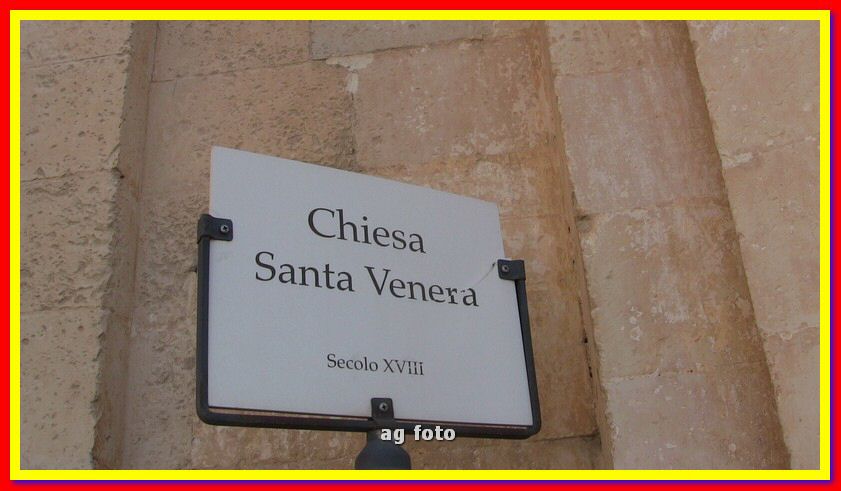 Chiesa
Santa Venera
Secolo XVIII
ag foto